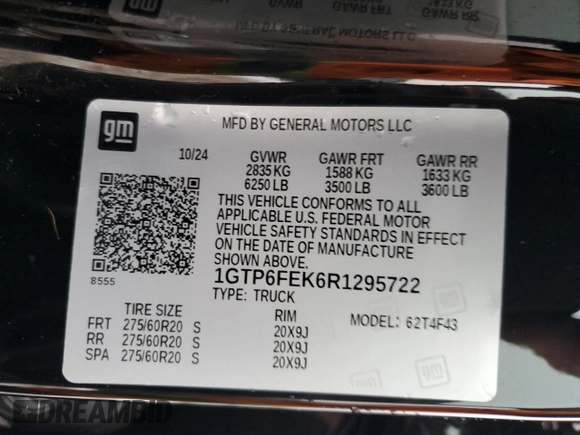 gm
MFD BY GENERAL MOTORS LLC
10/24 GVWR GAWR FRT GAWR RR
2835 KG 1588 KG 1633 KG
6250 LB 3500 LB 3600 LB
THIS VEHICLE CONFORMS TO ALL
APPLICABLE U.S. FEDERAL MOTOR
VEHICLE SAFETY STANDARDS IN EFFECT
ON THE DATE OF MANUFACTURE
SHOWN ABOVE.
8555
1GTP6FEK6R1295722
TYPE: TRUCK
TIRE SIZE RIM MODEL: 62T4F43
FRT 275/60R20 S 20X9J
RR 275/60R20 S 20X9J
SPA 275/60R20 S 20X9J
gm
DREAMBID